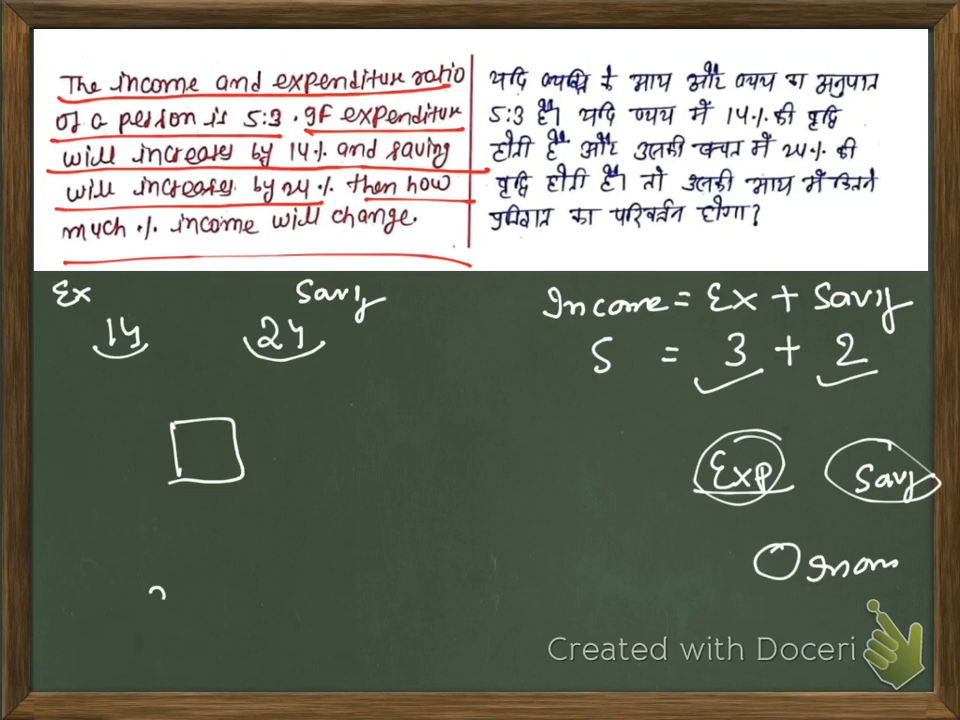 The income and expenditure ratio
of a person is 5:3. If expenditur
will increase by 14% and saving
will increase by 24% then how
much % income will change.
यदि व्यक्ति के आय और व्यय का अनुपात
5:3 है। यदि व्यय में 14% की वृद्धि
होती है और उसकी बचत में 24% की
वृद्धि होती है। तो उसकी आय में कितने
प्रतिशत का परिवर्तन होगा?
Ex Savig
14 24
Income = Ex + Savig
5 = 3 + 2
Exp Savg
Created with Doceri